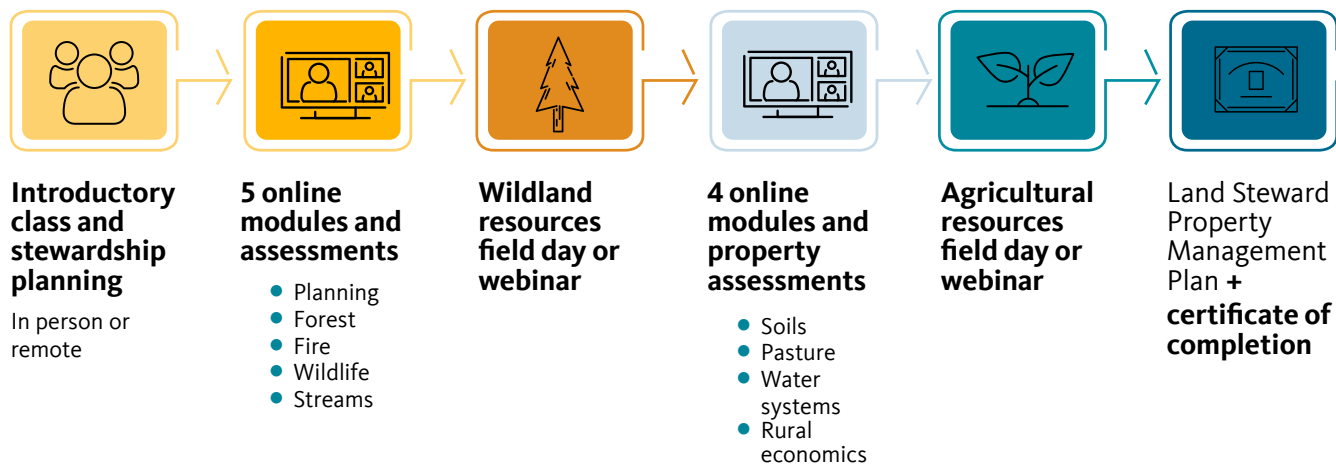 Introductory
class and
stewardship
planning
In person or
remote
5 online
modules and
assessments
Planning
Forest
Fire
Wildlife
Streams
Wildland
resources
field day or
webinar
4 online
modules and
property
assessments
Soils
Pasture
Water
systems
Rural
economics
Agricultural
resources
field day or
webinar
Land Steward
Property
Management
Plan +
certificate of
completion